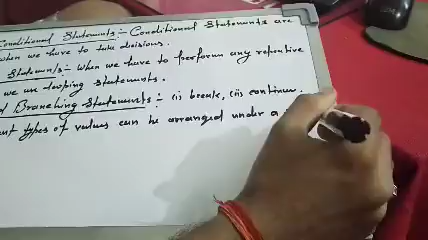 Conditional Statements :- Conditional Statements are
when we have to take decisions.
Statements :- When we have to perform any repeative
we use looping statements.
Branching Statements :- (i) break, (ii) continue.
types of values can be arranged under a